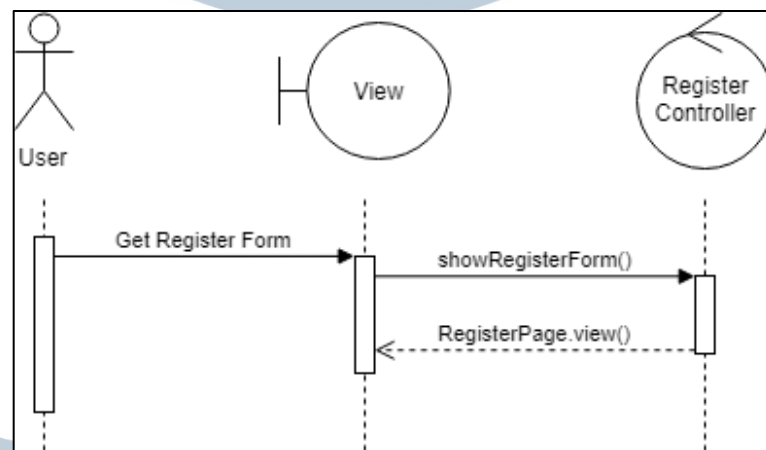 View
Register
Controller
User
Get Register Form
showRegisterForm()
RegisterPage.view()